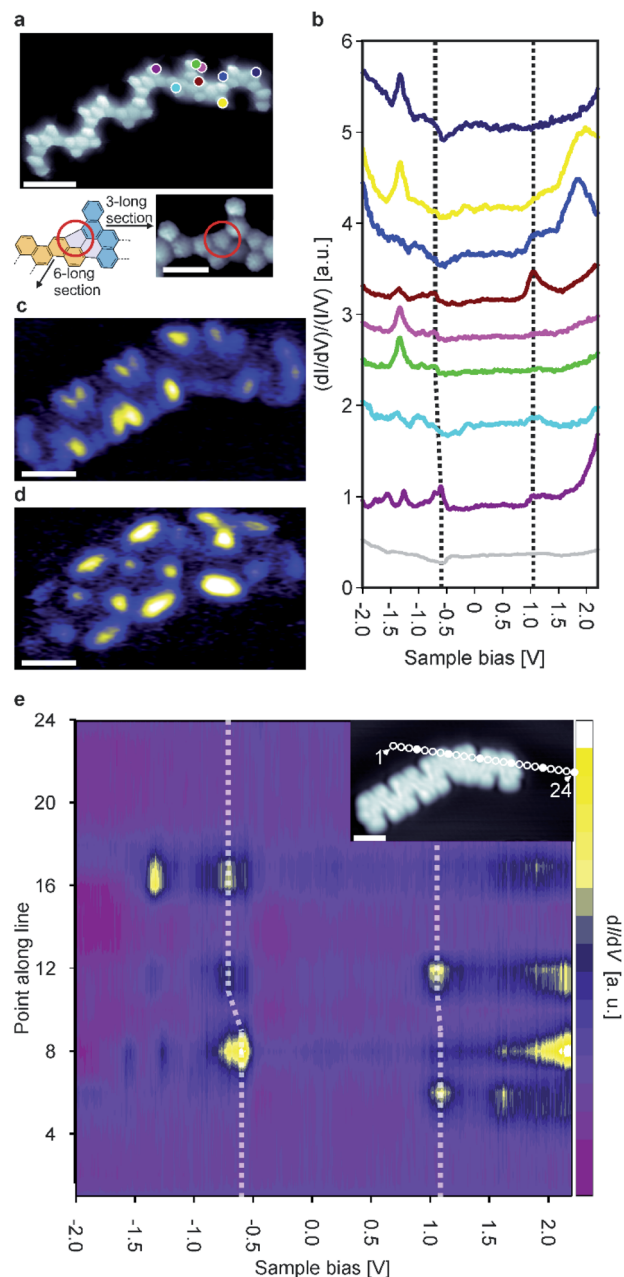 a
b
3-long
section
6-long
section
c
d
6
5
4
3
2
1
0
(dI/dV)/(I/V) [a.u.]
-2.0
-1.5
-1.0
-0.5
0
0.5
1.0
1.5
2.0
Sample bias [V]
e
24
20
16
12
8
4
Point along line
1
24
dI/dV [a. u.]
-2.0
-1.5
-1.0
-0.5
0.0
0.5
1.0
1.5
2.0
Sample bias [V]